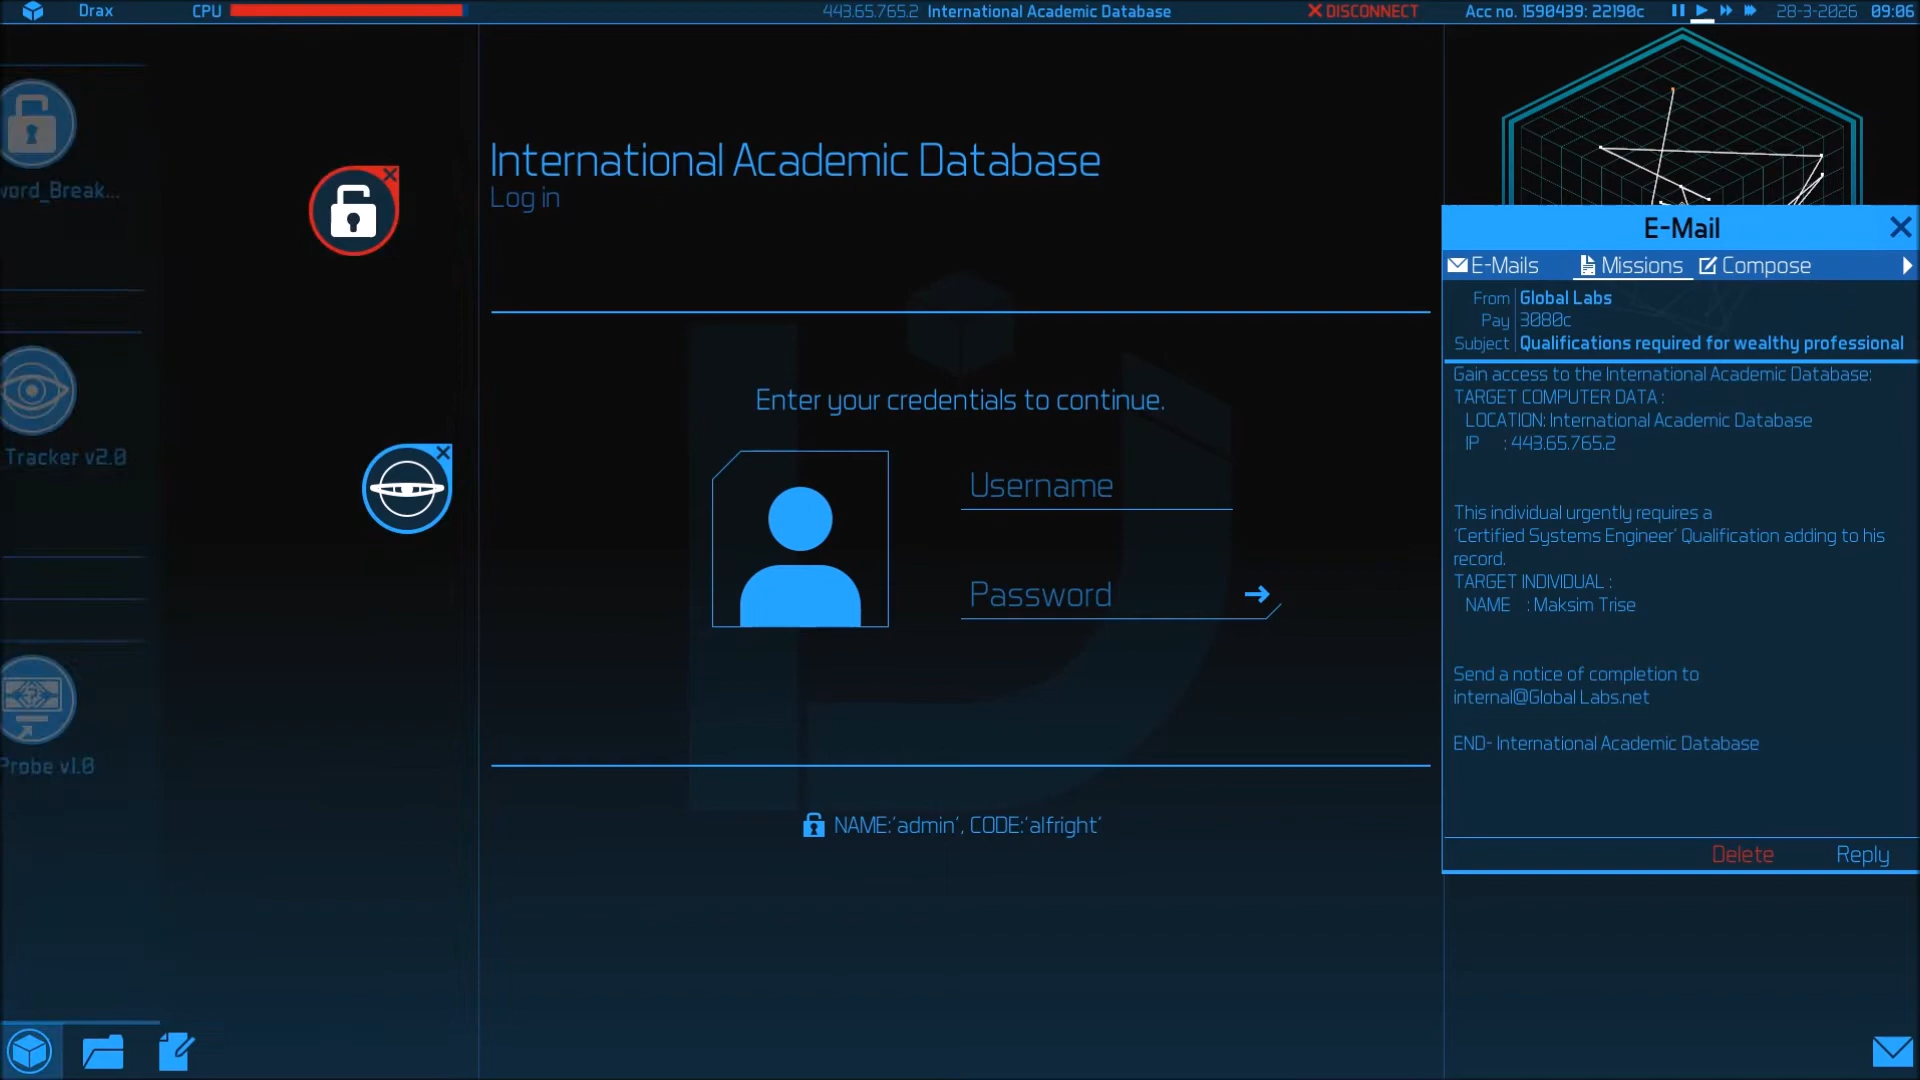 Drax
CPU
443.65.765.2 International Academic Database
DISCONNECT
Acc no. 1590439: 22190c
28-3-2026 09:06
word_Break...
Tracker v2.0
Probe v1.0
International Academic Database
Log in
Enter your credentials to continue.
Username
Password
NAME:'admin', CODE:'alfright'
E-Mail
E-Mails Missions Compose
From Global Labs
Pay 3080c
Subject Qualifications required for wealthy professional
Gain access to the International Academic Database:
TARGET COMPUTER DATA :
LOCATION: International Academic Database
IP : 443.65.765.2
This individual urgently requires a
'Certified Systems Engineer' Qualification adding to his
record.
TARGET INDIVIDUAL :
NAME : Maksim Trise
Send a notice of completion to
internal@Global Labs.net
END- International Academic Database
Delete Reply